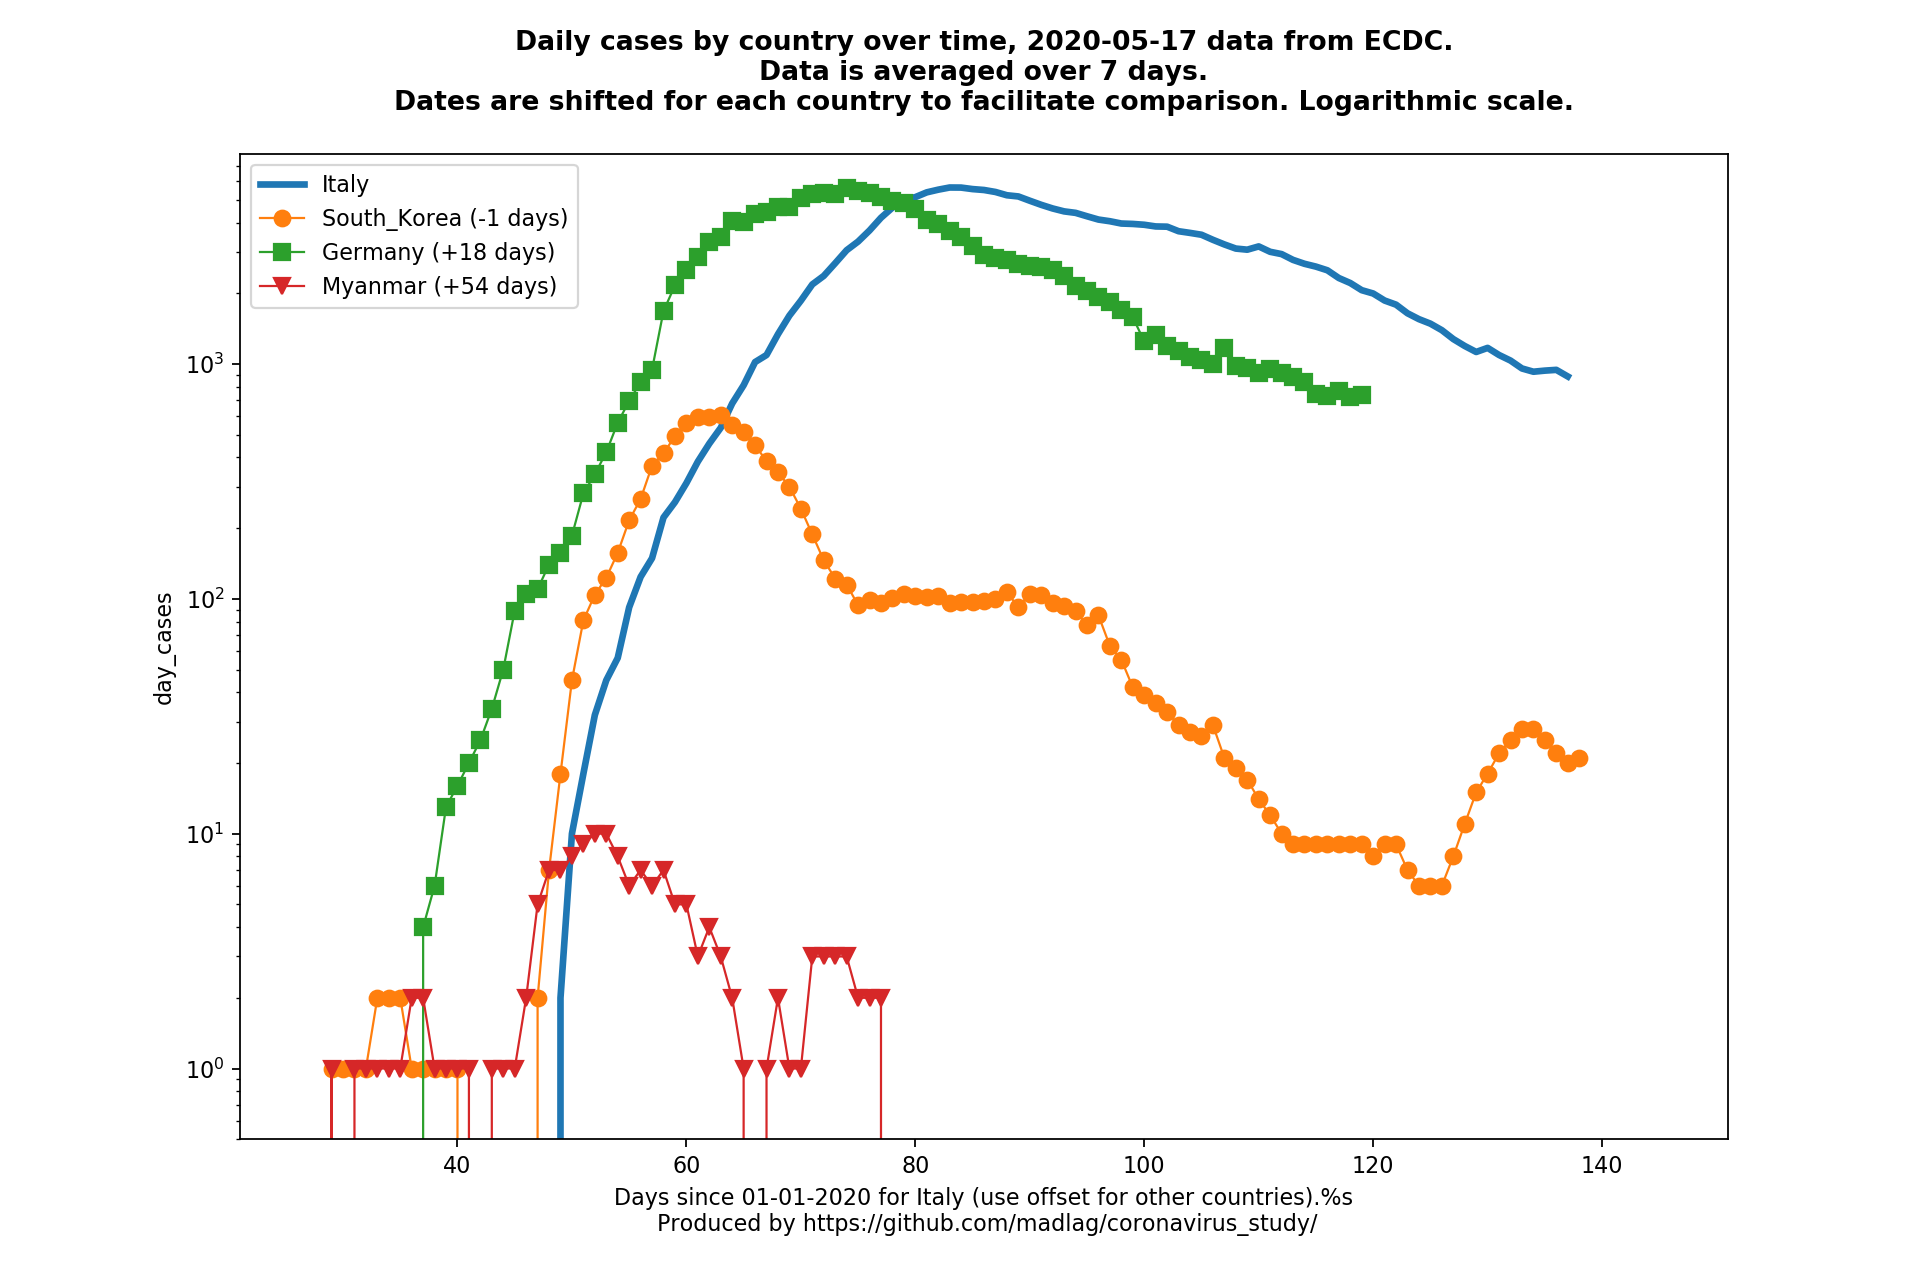 Daily cases by country over time, 2020-05-17 data from ECDC.
Data is averaged over 7 days.
Dates are shifted for each country to facilitate comparison. Logarithmic scale.
Italy
South_Korea (-1 days)
Germany (+18 days)
Myanmar (+54 days)
10³
10²
10¹
10⁰
day_cases
40 60 80 100 120 140
Days since 01-01-2020 for Italy (use offset for other countries).%s
Produced by https://github.com/madlag/coronavirus_study/